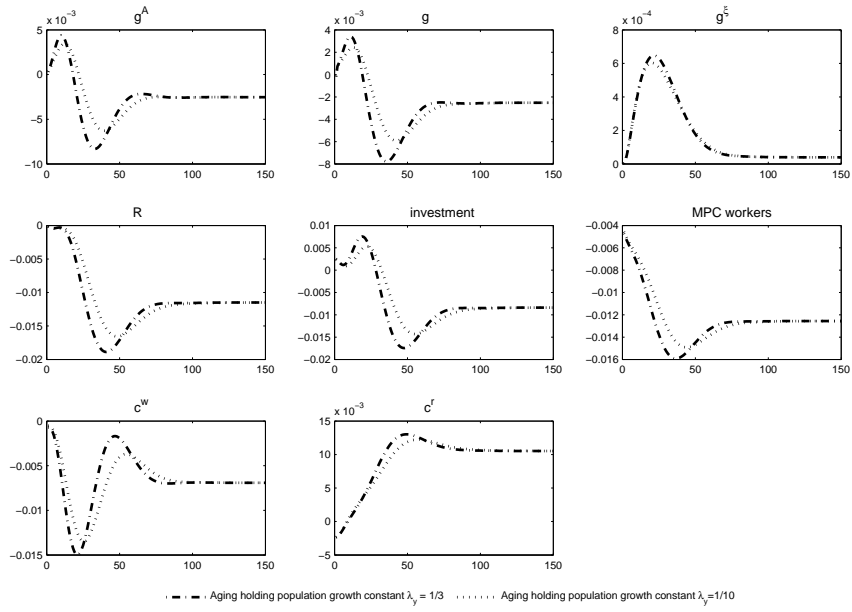 g^A
g
g^ξ
x 10^-3
x 10^-3
x 10^-4
5
0
−5
−10
0 50 100 150
4
2
0
−2
−4
−6
−8
0 50 100 150
8
6
4
2
0
0 50 100 150
R
investment
MPC workers
0
−0.005
−0.01
−0.015
−0.02
0 50 100 150
0.01
0.005
0
−0.005
−0.01
−0.015
−0.02
0 50 100 150
−0.004
−0.006
−0.008
−0.01
−0.012
−0.014
−0.016
0 50 100 150
c^w
c^r
0
−0.005
−0.01
−0.015
0 50 100 150
x 10^-3
15
10
5
0
−5
0 50 100 150
Aging holding population growth constant λ_y = 1/3
Aging holding population growth constant λ_y=1/10